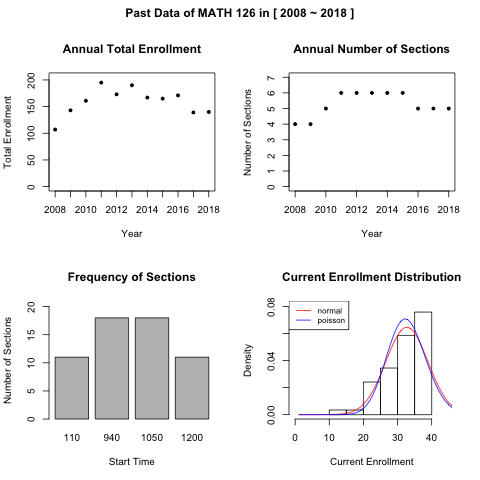 Past Data of MATH 126 in [ 2008 ~ 2018 ]
Annual Total Enrollment
Total Enrollment
0 50 100 150 200
2008 2010 2012 2014 2016 2018
Year
Annual Number of Sections
Number of Sections
0 1 2 3 4 5 6 7
2008 2010 2012 2014 2016 2018
Year
Frequency of Sections
Number of Sections
0 5 10 15 20
110 940 1050 1200
Start Time
Current Enrollment Distribution
normal
poisson
Density
0.00 0.04 0.08
0 10 20 30 40
Current Enrollment